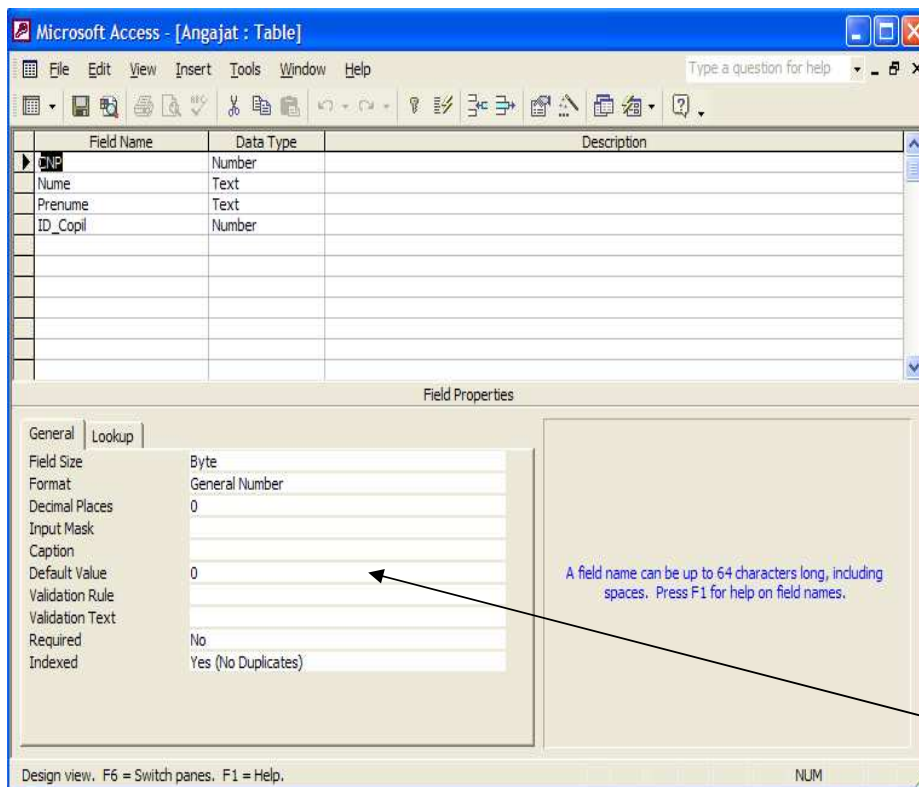 Microsoft Access - [Angajat : Table]
File Edit View Insert Tools Window Help
Type a question for help
Field Name Data Type Description
CNP Number
Nume Text
Prenume Text
ID_Copil Number
Field Properties
General Lookup
Field Size Byte
Format General Number
Decimal Places 0
Input Mask
Caption
Default Value 0
Validation Rule
Validation Text
Required No
Indexed Yes (No Duplicates)
A field name can be up to 64 characters long, including
spaces. Press F1 for help on field names.
Design view. F6 = Switch panes. F1 = Help.
NUM